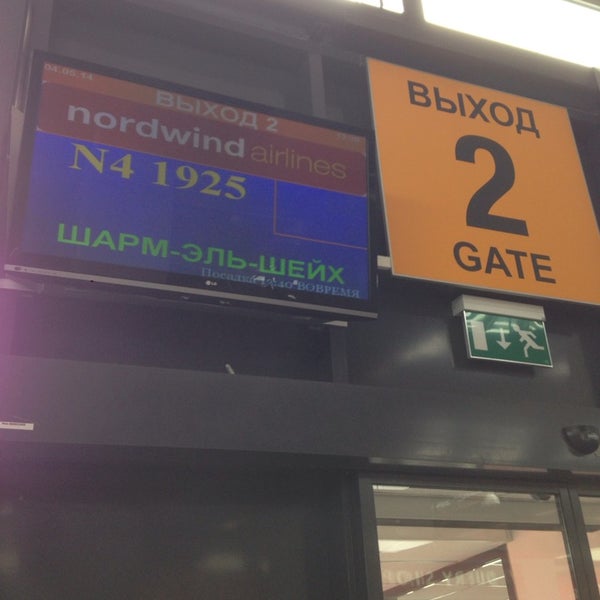 04.05.14
ВЫХОД 2
nordwind airlines
N4 1925
ШАРМ-ЭЛЬ-ШЕЙХ
Посадка ВОВРЕМЯ
LG
ВЫХОД
2
GATE